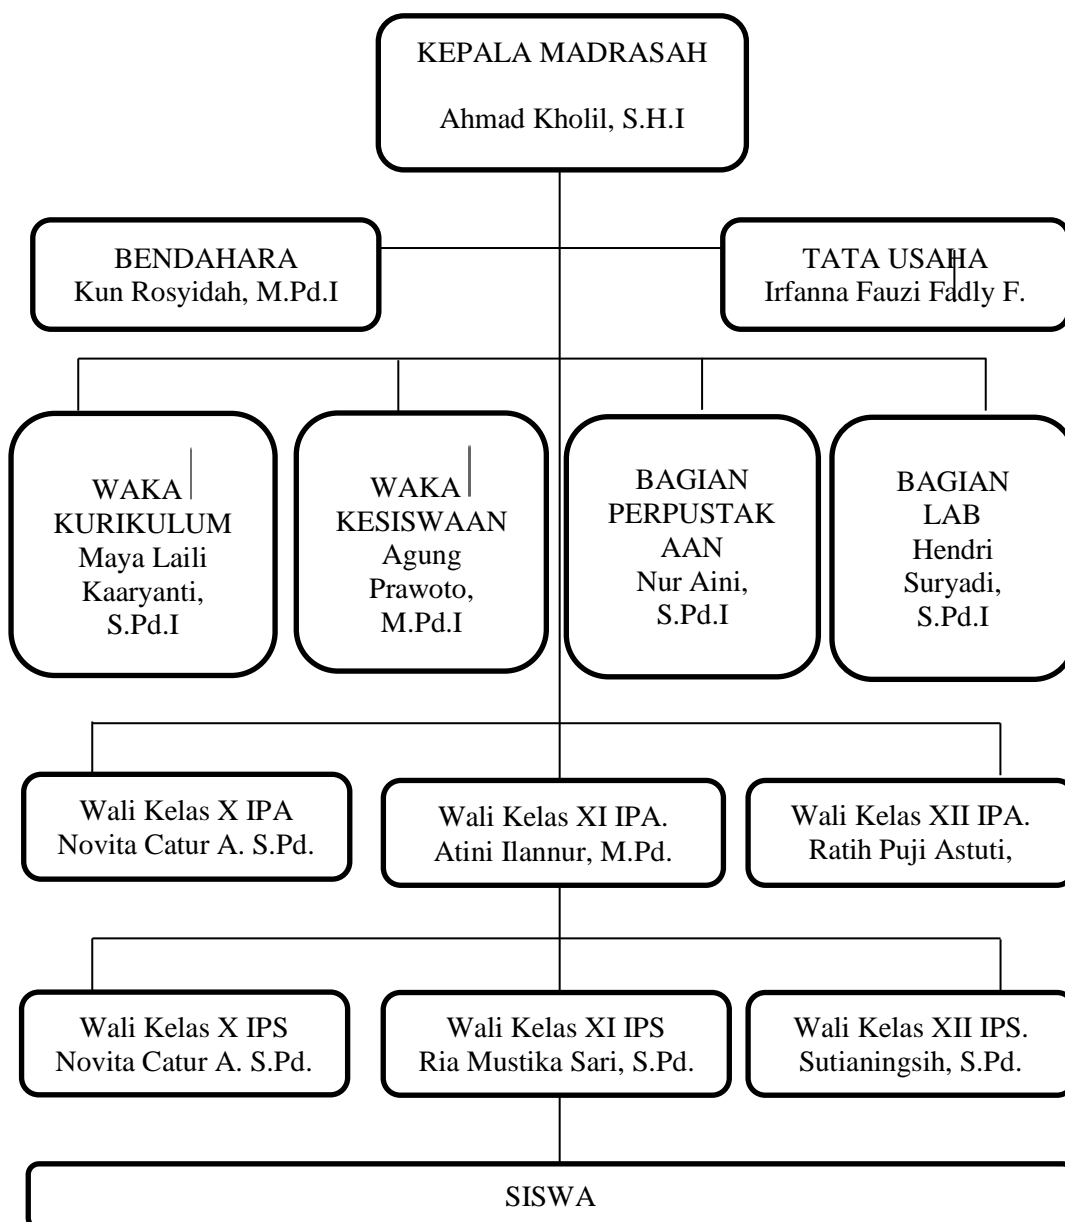 KEPALA MADRASAH
Ahmad Kholil, S.H.I
BENDAHARA
Kun Rosyidah, M.Pd.I
TATA USAHA
Irfanna Fauzi Fadly F.
WAKA
KURIKULUM
Maya Laili
Kaaryanti,
S.Pd.I
WAKA
KESISWAAN
Agung
Prawoto,
M.Pd.I
BAGIAN
PERPUSTAK
AAN
Nur Aini,
S.Pd.I
BAGIAN
LAB
Hendri
Suryadi,
S.Pd.I
Wali Kelas X IPA
Novita Catur A. S.Pd.
Wali Kelas XI IPA.
Atini Ilannur, M.Pd.
Wali Kelas XII IPA.
Ratih Puji Astuti,
Wali Kelas X IPS
Novita Catur A. S.Pd.
Wali Kelas XI IPS
Ria Mustika Sari, S.Pd.
Wali Kelas XII IPS.
Sutianingsih, S.Pd.
SISWA